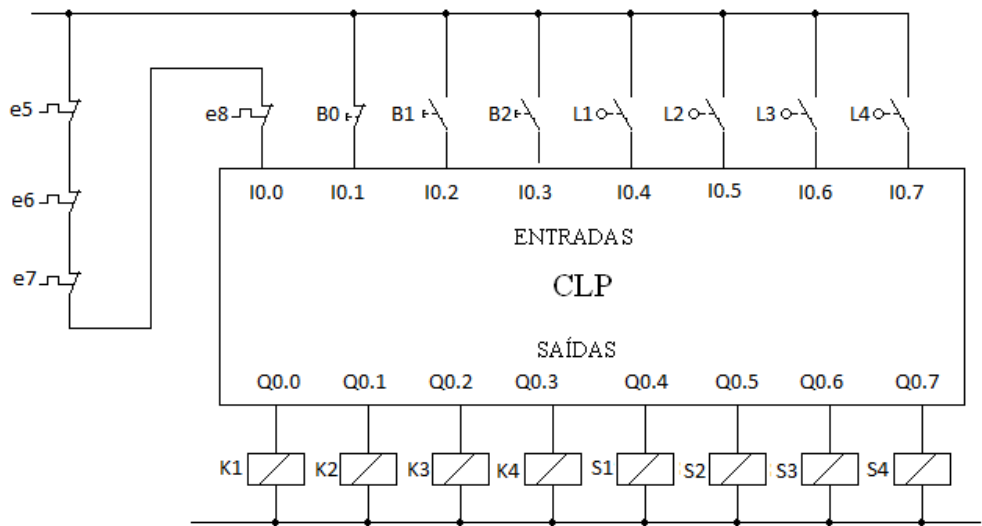 e5
e8
B0
B1
B2
L1
L2
L3
L4
e6
e7
I0.0 I0.1 I0.2 I0.3 I0.4 I0.5 I0.6 I0.7
ENTRADAS
CLP
SAÍDAS
Q0.0 Q0.1 Q0.2 Q0.3 Q0.4 Q0.5 Q0.6 Q0.7
K1
K2
K3
K4
S1
S2
S3
S4